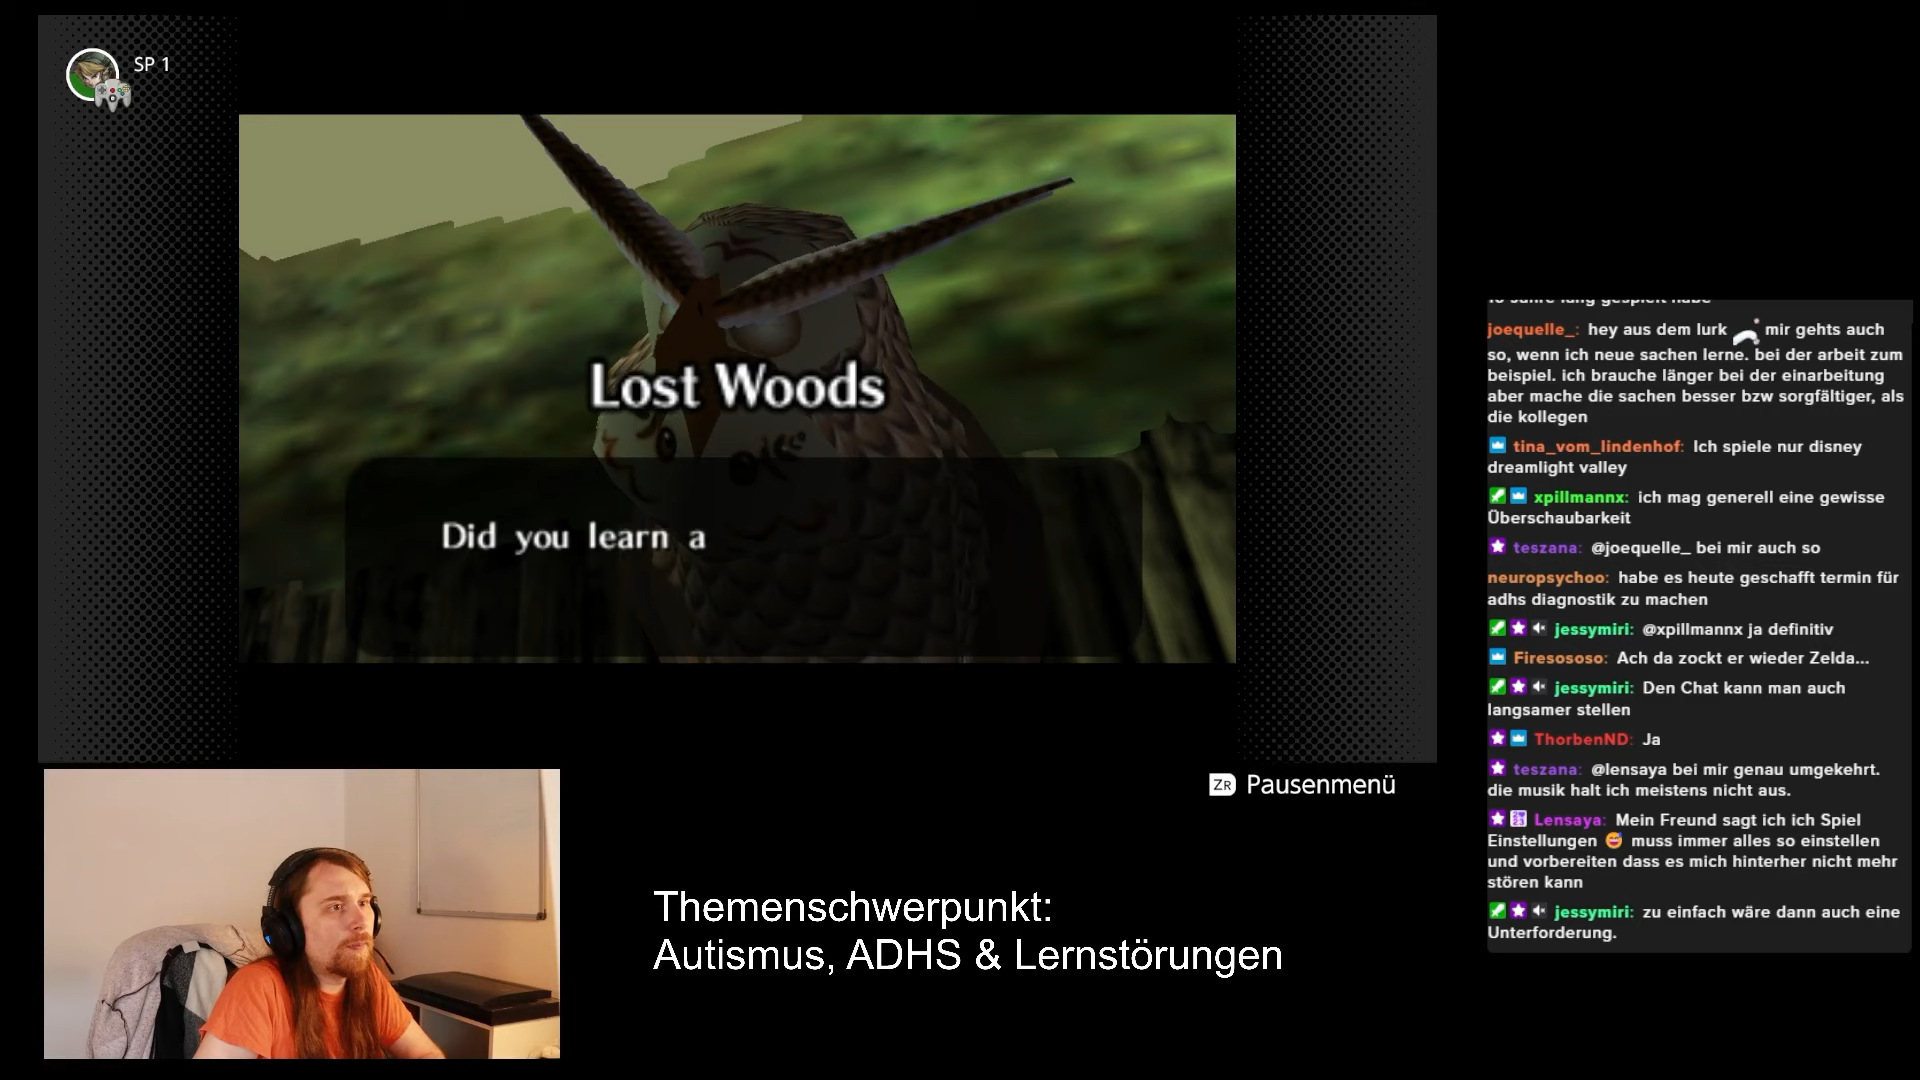 SP 1
Lost Woods
Did you learn a
ZR Pausenmenü
Themenschwerpunkt:
Autismus, ADHS & Lernstörungen
10 Jahre lang gespielt habe
joequelle_: hey aus dem lurk mir gehts auch
so, wenn ich neue sachen lerne. bei der arbeit zum
beispiel. ich brauche länger bei der einarbeitung
aber mache die sachen besser bzw sorgfältiger, als
die kollegen
tina_vom_lindenhof: Ich spiele nur disney
dreamlight valley
xpillmannx: ich mag generell eine gewisse
Überschaubarkeit
teszana: @joequelle_ bei mir auch so
neuropsychoo: habe es heute geschafft termin für
adhs diagnostik zu machen
jessymiri: @xpillmannx ja definitiv
Firesososo: Ach da zockt er wieder Zelda...
jessymiri: Den Chat kann man auch
langsamer stellen
ThorbenND: Ja
teszana: @lensaya bei mir genau umgekehrt.
die musik halt ich meistens nicht aus.
Lensaya: Mein Freund sagt ich ich Spiel
Einstellungen 😅 muss immer alles so einstellen
und vorbereiten dass es mich hinterher nicht mehr
stören kann
jessymiri: zu einfach wäre dann auch eine
Unterforderung.